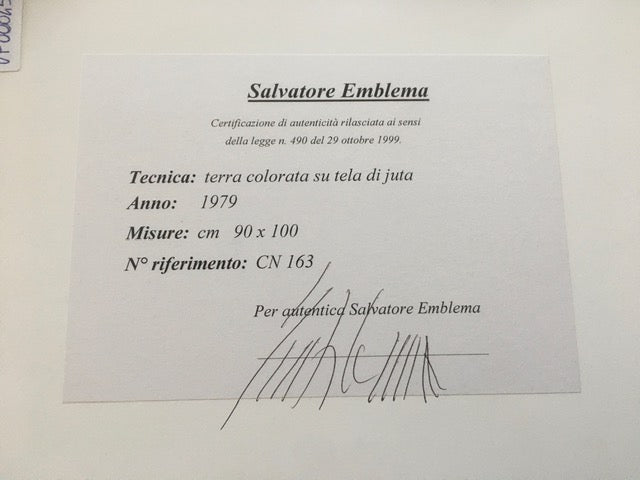 Salvatore Emblema
Certificazione di autenticità rilasciata ai sensi
della legge n. 490 del 29 ottobre 1999.
Tecnica: terra colorata su tela di juta
Anno: 1979
Misure: cm 90 x 100
N° riferimento: CN 163
Per autentica Salvatore Emblema